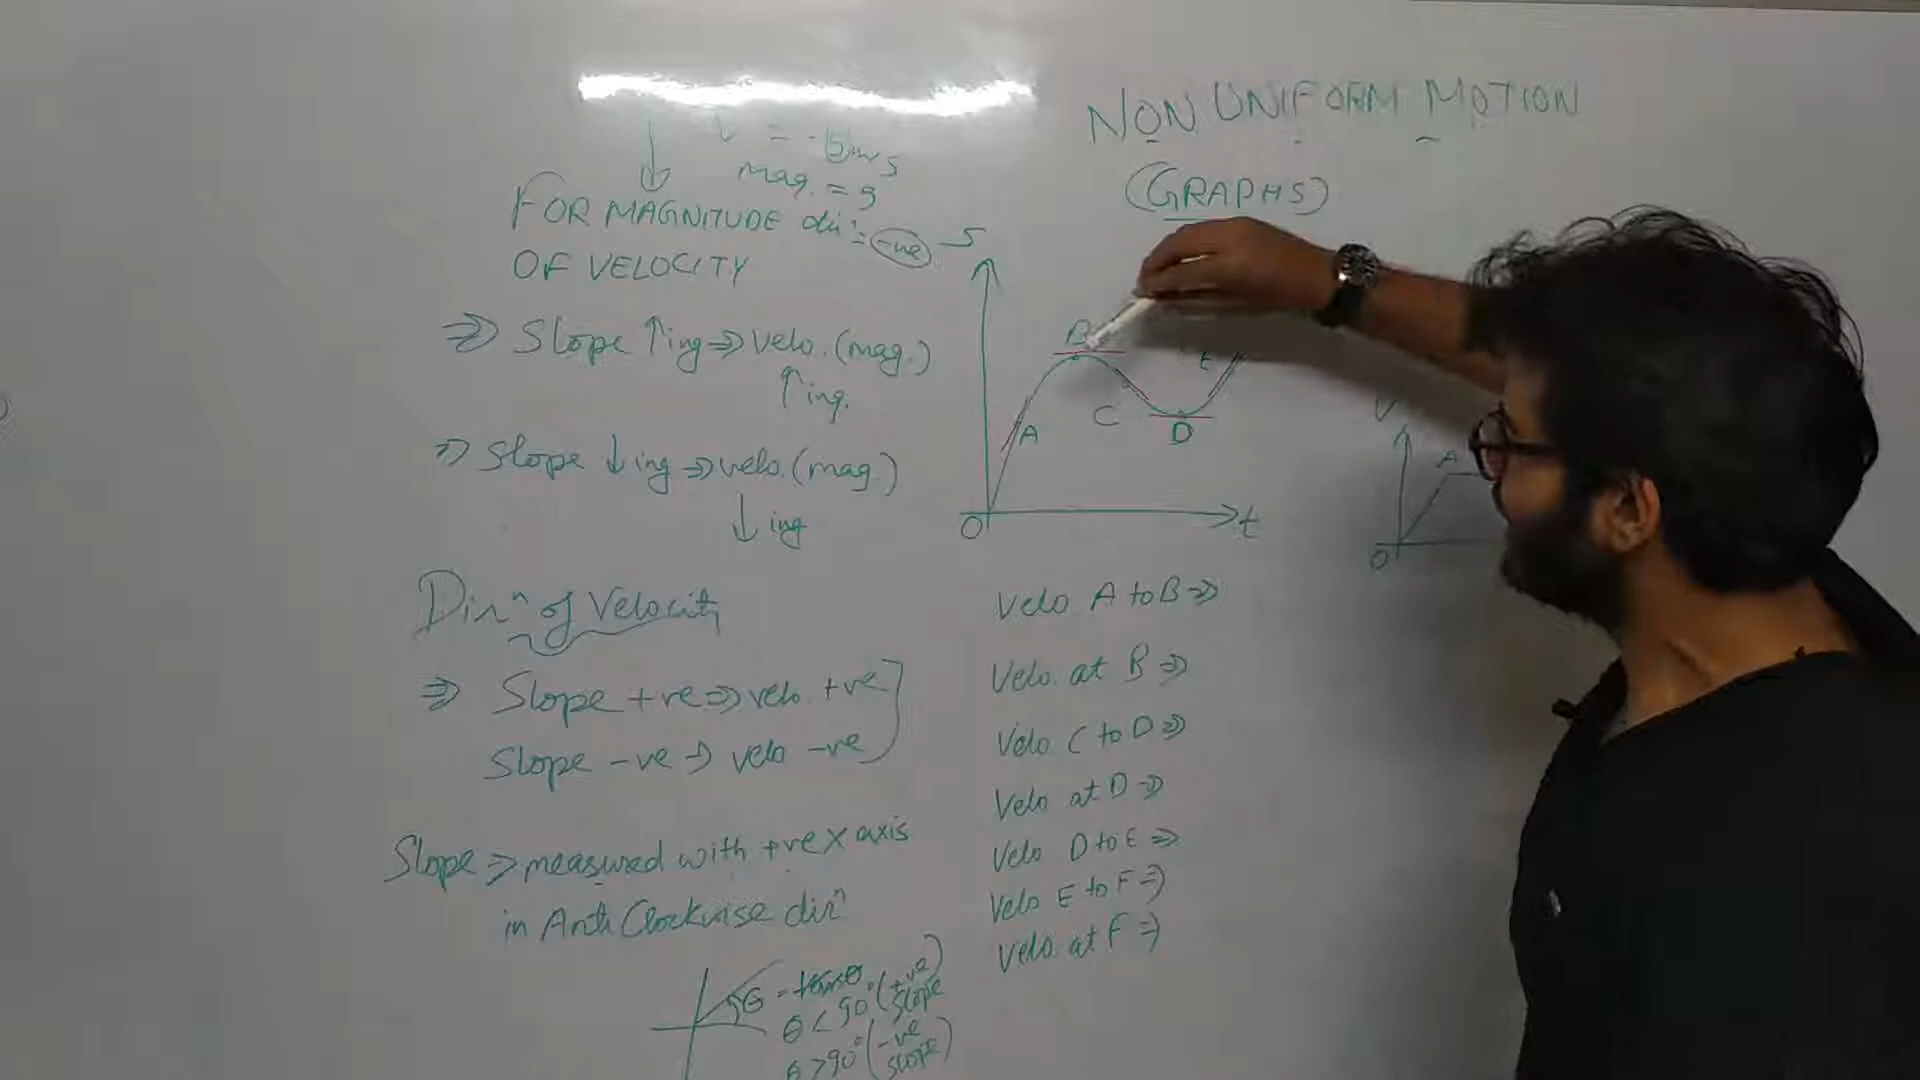 NON UNIFORM MOTION
(GRAPHS)
= -5m/s
mag. =
FOR MAGNITUDE dirⁿ = -ve
OF VELOCITY
⇒ Slope ↑ing ⇒ velo. (mag.)
↑ing.
⇒ Slope ↓ing ⇒ velo. (mag.)
↓ing
Dirⁿ of Velocity
⇒ Slope +ve ⇒ velo. +ve
Slope -ve ⇒ velo -ve
Slope ⇒ measured with +ve x axis
in Anti Clockwise dirⁿ
θ = tanθ.
θ < 90° (+ve slope)
θ > 90° (-ve slope)
S
B
E
A
C
D
O
t
V
A
O
Velo A to B ⇒
Velo. at B ⇒
Velo. C to D ⇒
Velo at D ⇒
Velo D to E ⇒
Velo E to F ⇒
Velo. at F ⇒